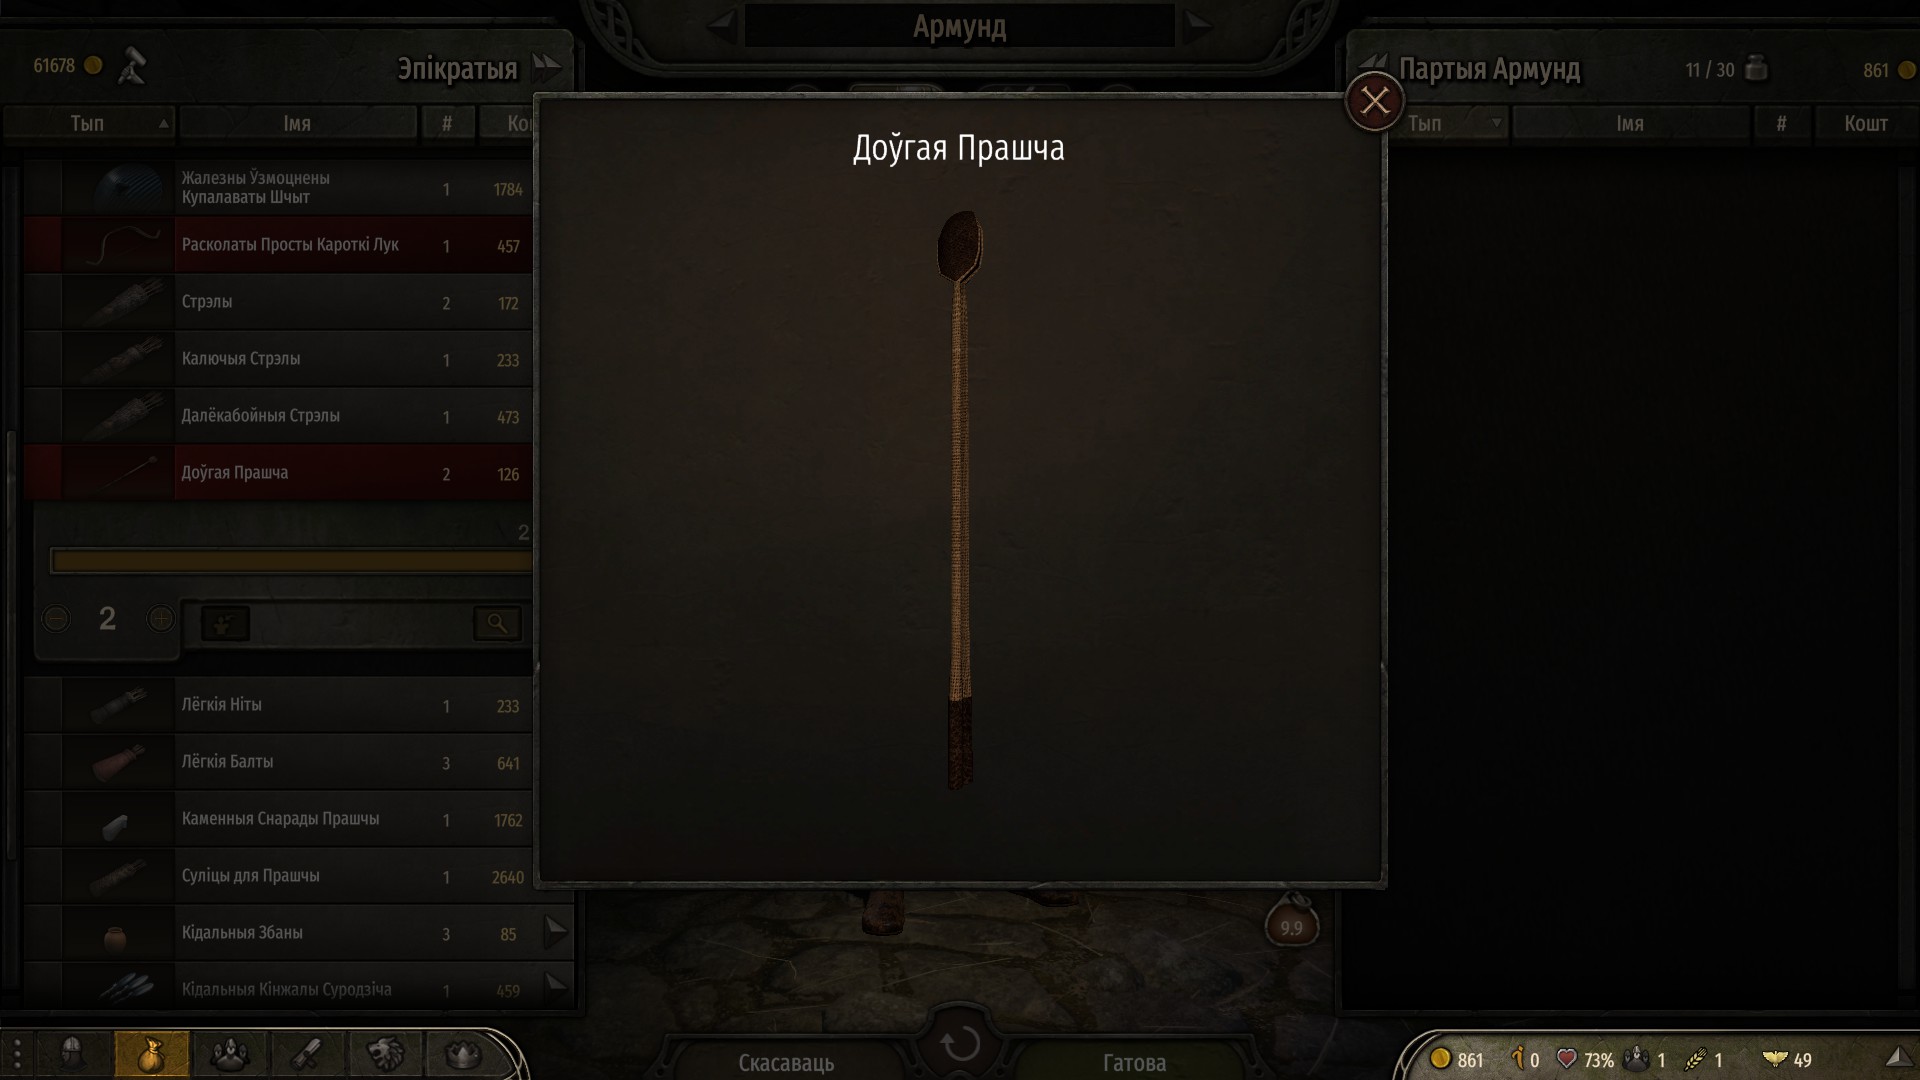 Армунд
61678
Эпікратыя
Партыя Армунд
11 / 30
861
Тып
Імя
#
Тып
Імя
#
Кошт
Доўгая Прашча
Жалезны Ўзмоцнены
Купалаваты Шчыт
1
1784
Расколаты Просты Кароткі Лук
1
457
Стрэлы
2
172
Калючыя Стрэлы
1
233
Далёкабойныя Стрэлы
1
473
Доўгая Прашча
2
126
2
2
Лёгкія Ніты
1
233
Лёгкія Балты
3
641
Каменныя Снарады Прашчы
1
1762
Суліцы для Прашчы
1
2640
Кідальныя Збаны
3
85
Кідальныя Кінжалы Суродзіча
1
459
9.9
Скасаваць
Гатова
861
0
73%
1
1
49